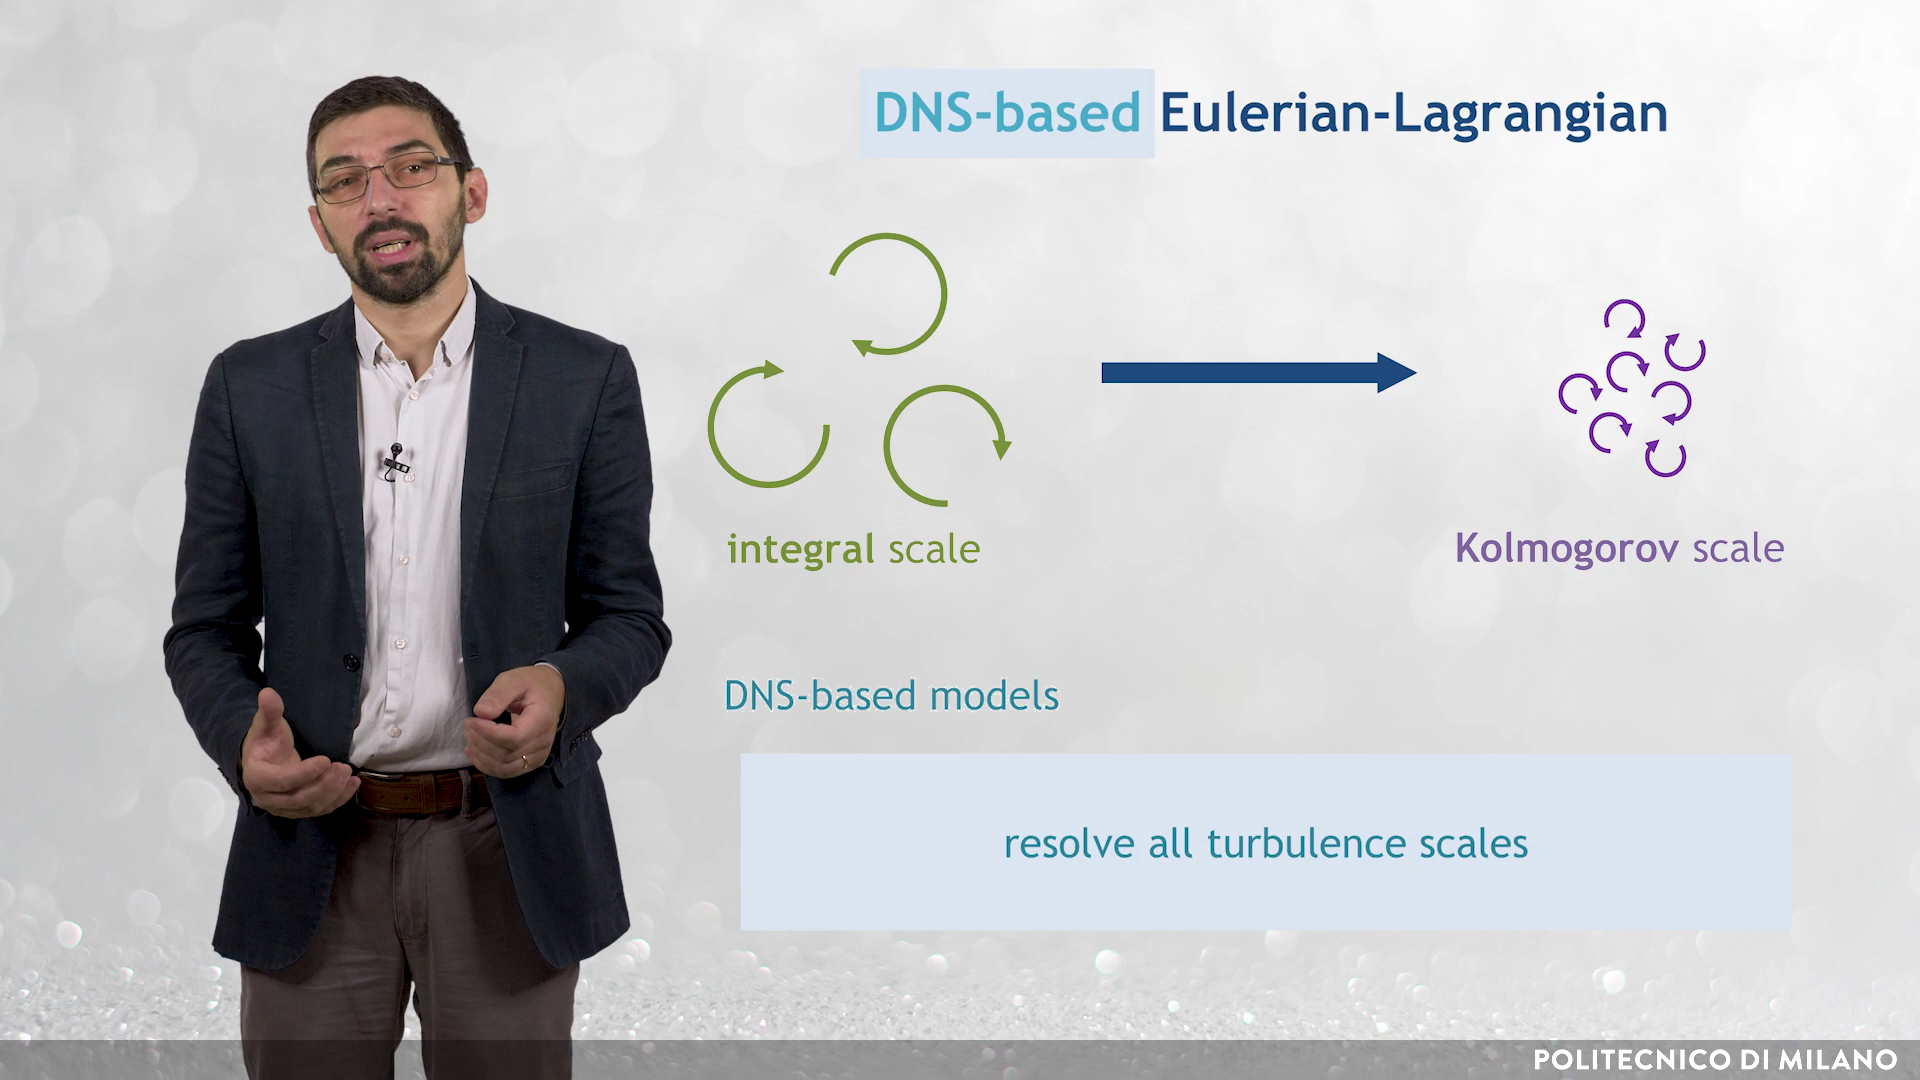 DNS-based Eulerian-Lagrangian
integral scale
Kolmogorov scale
DNS-based models
resolve all turbulence scales
POLITECNICO DI MILANO